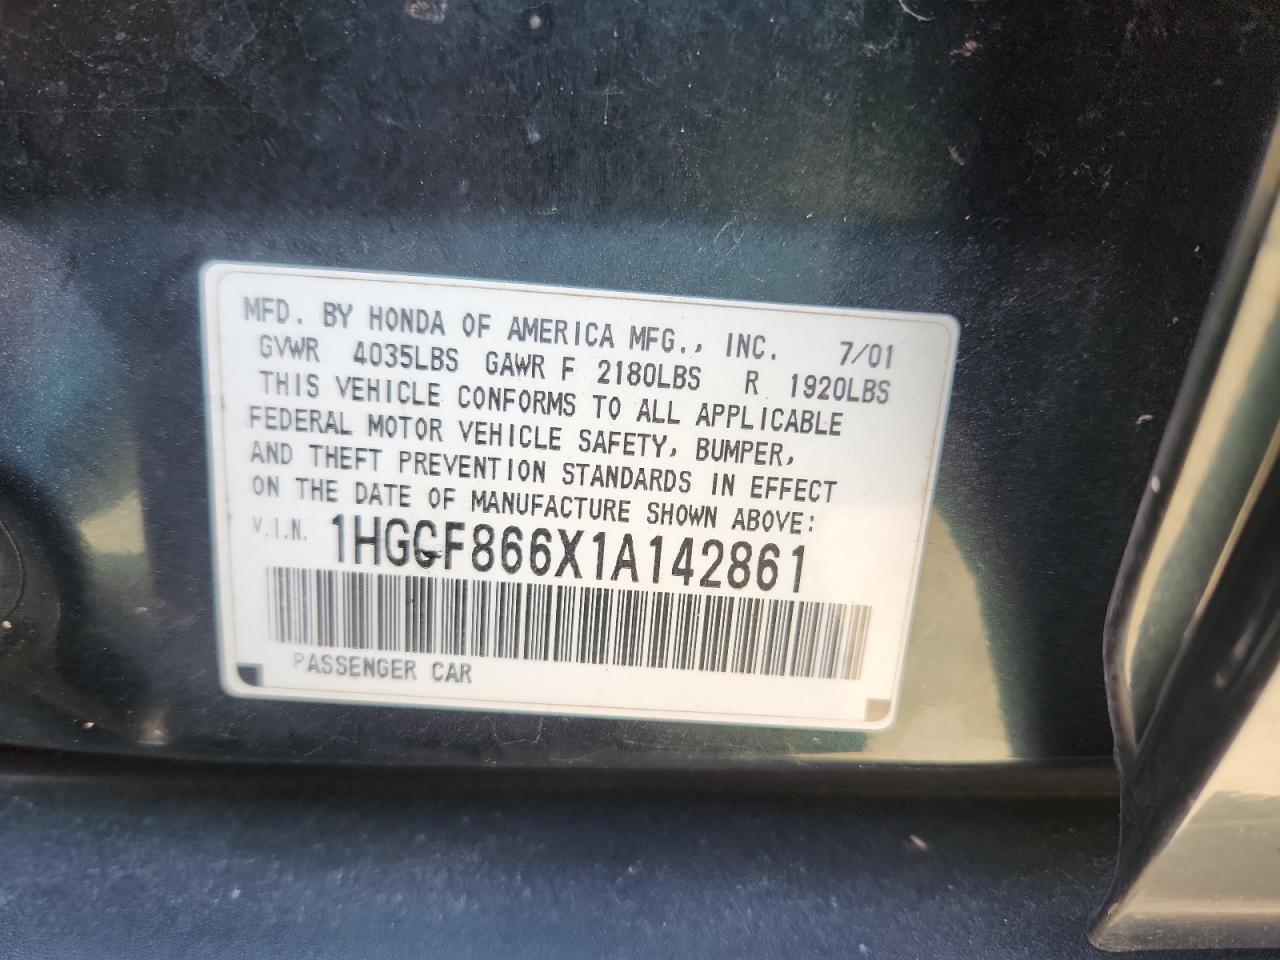 MFD. BY HONDA OF AMERICA MFG., INC. 7/01
GVWR 4035LBS GAWR F 2180LBS R 1920LBS
THIS VEHICLE CONFORMS TO ALL APPLICABLE
FEDERAL MOTOR VEHICLE SAFETY, BUMPER,
AND THEFT PREVENTION STANDARDS IN EFFECT
ON THE DATE OF MANUFACTURE SHOWN ABOVE:
V.I.N. 1HGCF866X1A142861
PASSENGER CAR